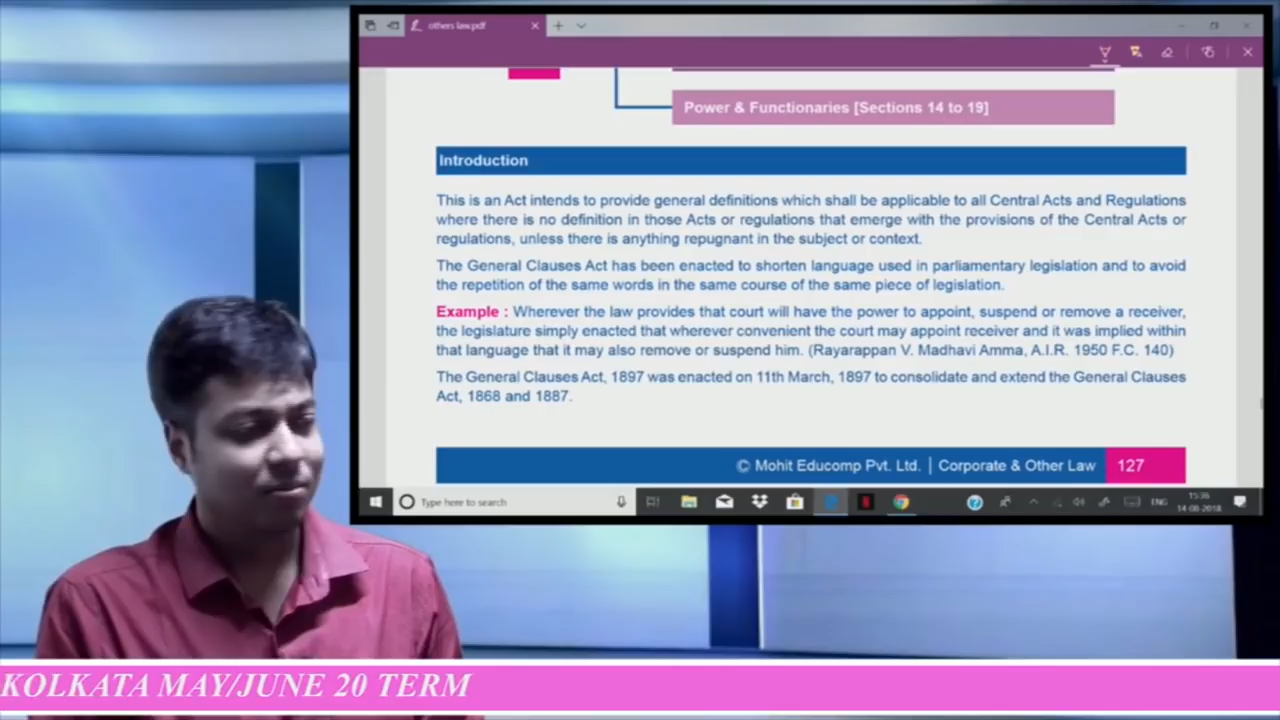 others law.pdf
Power & Functionaries [Sections 14 to 19]
Introduction
This is an Act intends to provide general definitions which shall be applicable to all Central Acts and Regulations
where there is no definition in those Acts or regulations that emerge with the provisions of the Central Acts or
regulations, unless there is anything repugnant in the subject or context.
The General Clauses Act has been enacted to shorten language used in parliamentary legislation and to avoid
the repetition of the same words in the same course of the same piece of legislation.
Example : Wherever the law provides that court will have the power to appoint, suspend or remove a receiver,
the legislature simply enacted that wherever convenient the court may appoint receiver and it was implied within
that language that it may also remove or suspend him. (Rayarappan V. Madhavi Amma, A.I.R. 1950 F.C. 140)
The General Clauses Act, 1897 was enacted on 11th March, 1897 to consolidate and extend the General Clauses
Act, 1868 and 1887.
© Mohit Educomp Pvt. Ltd. | Corporate & Other Law 127
Type here to search
ENG
15:36
14-08-2018
KOLKATA MAY/JUNE 20 TERM